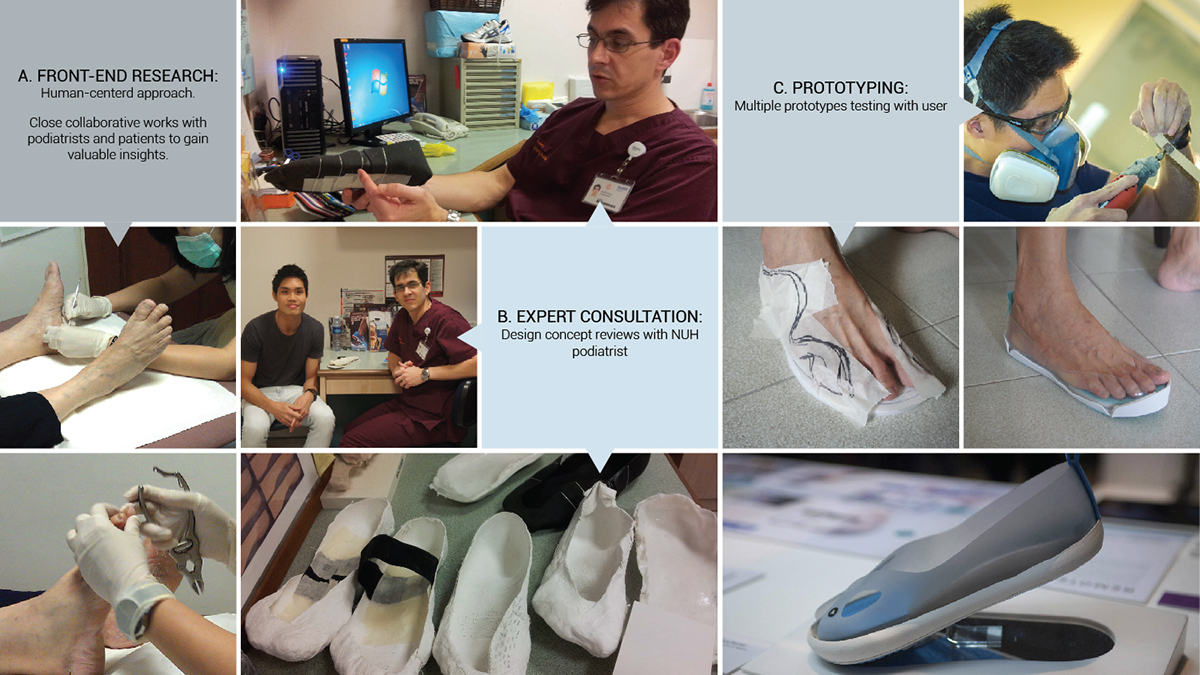 A. FRONT-END RESEARCH:
Human-centerd approach.
Close collaborative works with
podiatrists and patients to gain
valuable insights.
B. EXPERT CONSULTATION:
Design concept reviews with NUH
podiatrist
C. PROTOTYPING:
Multiple prototypes testing with user